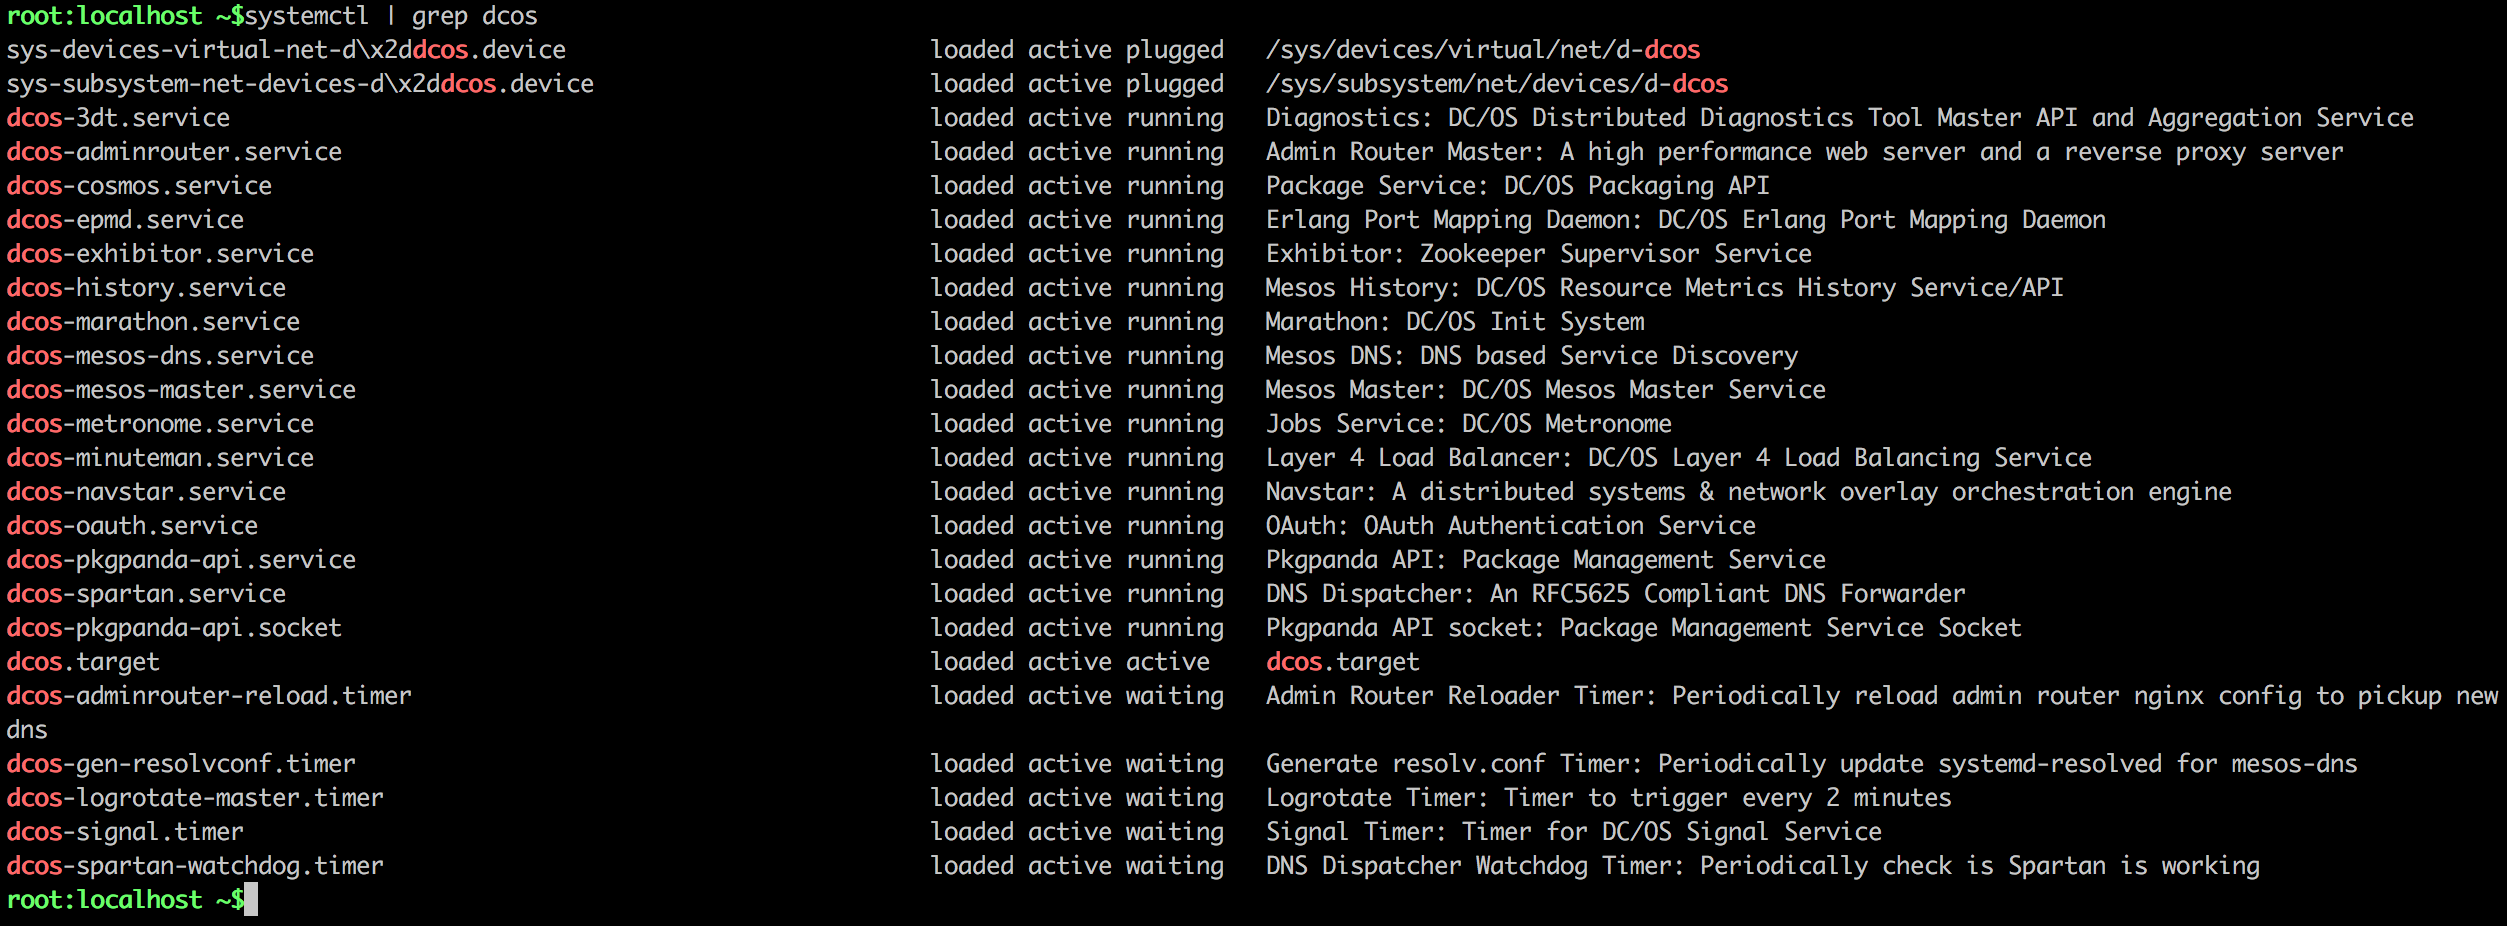 root:localhost ~$systemctl | grep dcos
sys-devices-virtual-net-d\x2ddcos.device loaded active plugged /sys/devices/virtual/net/d-dcos
sys-subsystem-net-devices-d\x2ddcos.device loaded active plugged /sys/subsystem/net/devices/d-dcos
dcos-3dt.service loaded active running Diagnostics: DC/OS Distributed Diagnostics Tool Master API and Aggregation Service
dcos-adminrouter.service loaded active running Admin Router Master: A high performance web server and a reverse proxy server
dcos-cosmos.service loaded active running Package Service: DC/OS Packaging API
dcos-epmd.service loaded active running Erlang Port Mapping Daemon: DC/OS Erlang Port Mapping Daemon
dcos-exhibitor.service loaded active running Exhibitor: Zookeeper Supervisor Service
dcos-history.service loaded active running Mesos History: DC/OS Resource Metrics History Service/API
dcos-marathon.service loaded active running Marathon: DC/OS Init System
dcos-mesos-dns.service loaded active running Mesos DNS: DNS based Service Discovery
dcos-mesos-master.service loaded active running Mesos Master: DC/OS Mesos Master Service
dcos-metronome.service loaded active running Jobs Service: DC/OS Metronome
dcos-minuteman.service loaded active running Layer 4 Load Balancer: DC/OS Layer 4 Load Balancing Service
dcos-navstar.service loaded active running Navstar: A distributed systems & network overlay orchestration engine
dcos-oauth.service loaded active running OAuth: OAuth Authentication Service
dcos-pkgpanda-api.service loaded active running Pkgpanda API: Package Management Service
dcos-spartan.service loaded active running DNS Dispatcher: An RFC5625 Compliant DNS Forwarder
dcos-pkgpanda-api.socket loaded active running Pkgpanda API socket: Package Management Service Socket
dcos.target loaded active active dcos.target
dcos-adminrouter-reload.timer loaded active waiting Admin Router Reloader Timer: Periodically reload admin router nginx config to pickup new
dns
dcos-gen-resolvconf.timer loaded active waiting Generate resolv.conf Timer: Periodically update systemd-resolved for mesos-dns
dcos-logrotate-master.timer loaded active waiting Logrotate Timer: Timer to trigger every 2 minutes
dcos-signal.timer loaded active waiting Signal Timer: Timer for DC/OS Signal Service
dcos-spartan-watchdog.timer loaded active waiting DNS Dispatcher Watchdog Timer: Periodically check is Spartan is working
root:localhost ~$